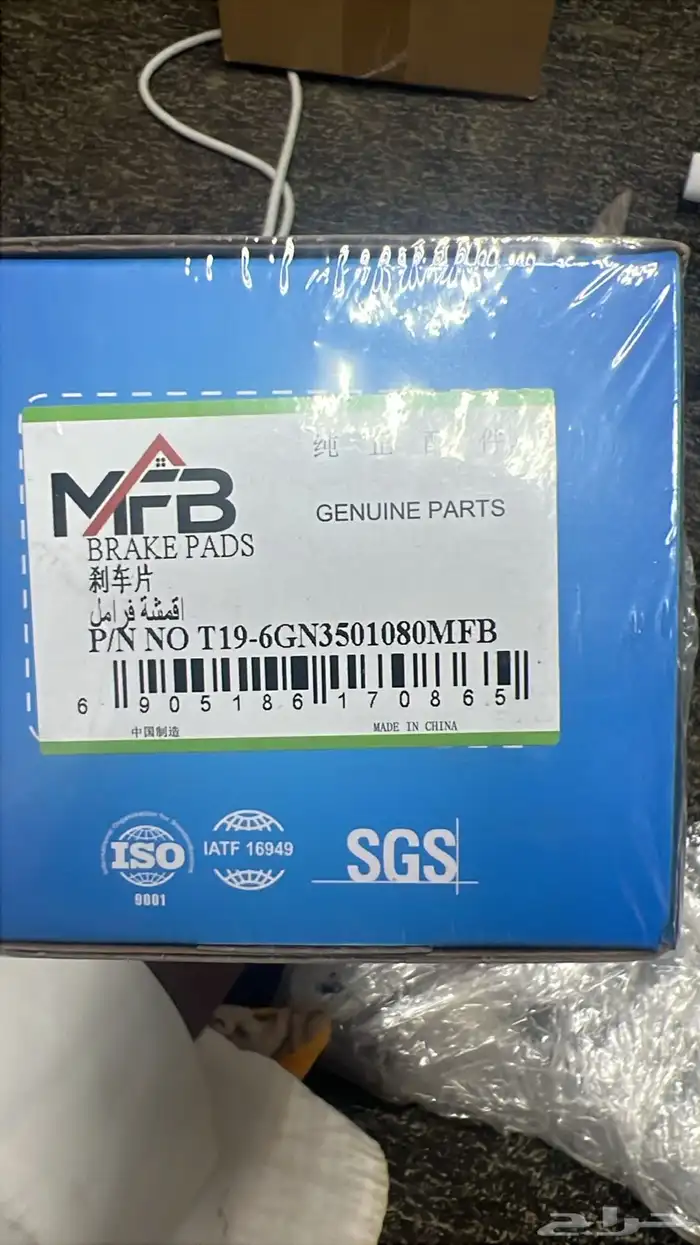 纯正配件
MFB
GENUINE PARTS
BRAKE PADS
刹车片
اقمشة فرامل
P/N NO T19-6GN3501080MFB
6 905186 170865
中国制造
MADE IN CHINA
ISO
9001
IATF 16949
SGS
حراج